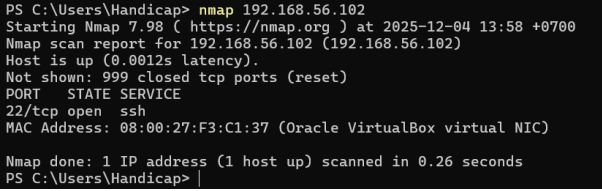 PS C:\Users\Handicap> nmap 192.168.56.102
Starting Nmap 7.98 ( https://nmap.org ) at 2025-12-04 13:58 +0700
Nmap scan report for 192.168.56.102 (192.168.56.102)
Host is up (0.0012s latency).
Not shown: 999 closed tcp ports (reset)
PORT   STATE SERVICE
22/tcp open  ssh
MAC Address: 08:00:27:F3:C1:37 (Oracle VirtualBox virtual NIC)

Nmap done: 1 IP address (1 host up) scanned in 0.26 seconds
PS C:\Users\Handicap>